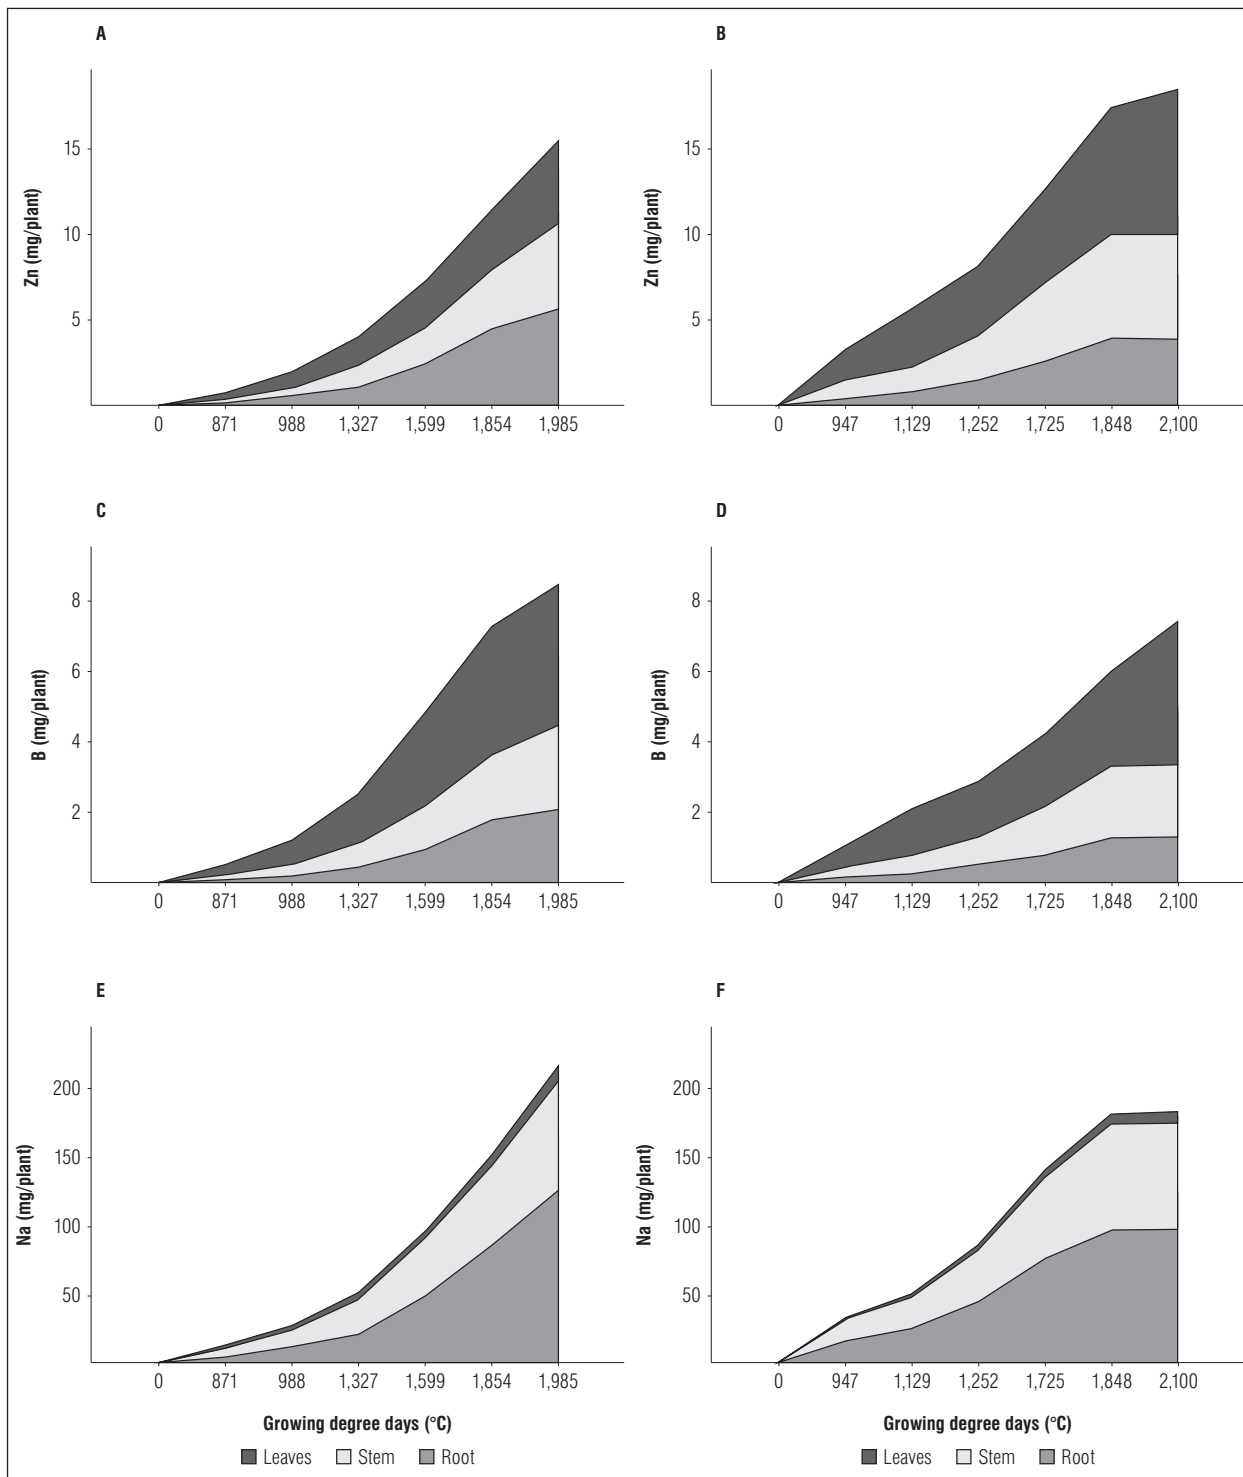 A
B
Zn (mg/plant)
15
10
5
0 871 988 1,327 1,599 1,854 1,985
Zn (mg/plant)
15
10
5
0 947 1,129 1,252 1,725 1,848 2,100
C
D
B (mg/plant)
8
6
4
2
0 871 988 1,327 1,599 1,854 1,985
B (mg/plant)
8
6
4
2
0 947 1,129 1,252 1,725 1,848 2,100
E
F
Na (mg/plant)
200
150
100
50
0 871 988 1,327 1,599 1,854 1,985
Growing degree days (°C)
Leaves Stem Root
Na (mg/plant)
200
150
100
50
0 947 1,129 1,252 1,725 1,848 2,100
Growing degree days (°C)
Leaves Stem Root